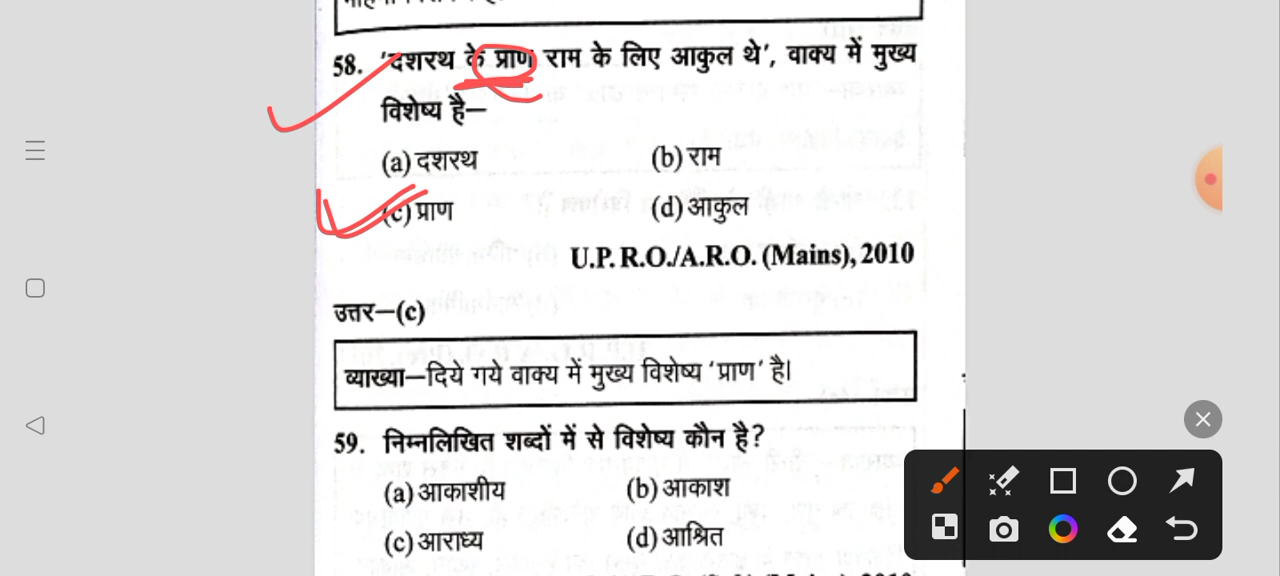 58. 'दशरथ के प्राण राम के लिए आकुल थे', वाक्य में मुख्य
विशेष्य है–
(a) दशरथ (b) राम
(c) प्राण (d) आकुल
U.P. R.O./A.R.O. (Mains), 2010
उत्तर–(c)
व्याख्या–दिये गये वाक्य में मुख्य विशेष्य 'प्राण' है।
59. निम्नलिखित शब्दों में से विशेष्य कौन है?
(a) आकाशीय (b) आकाश
(c) आराध्य (d) आश्रित